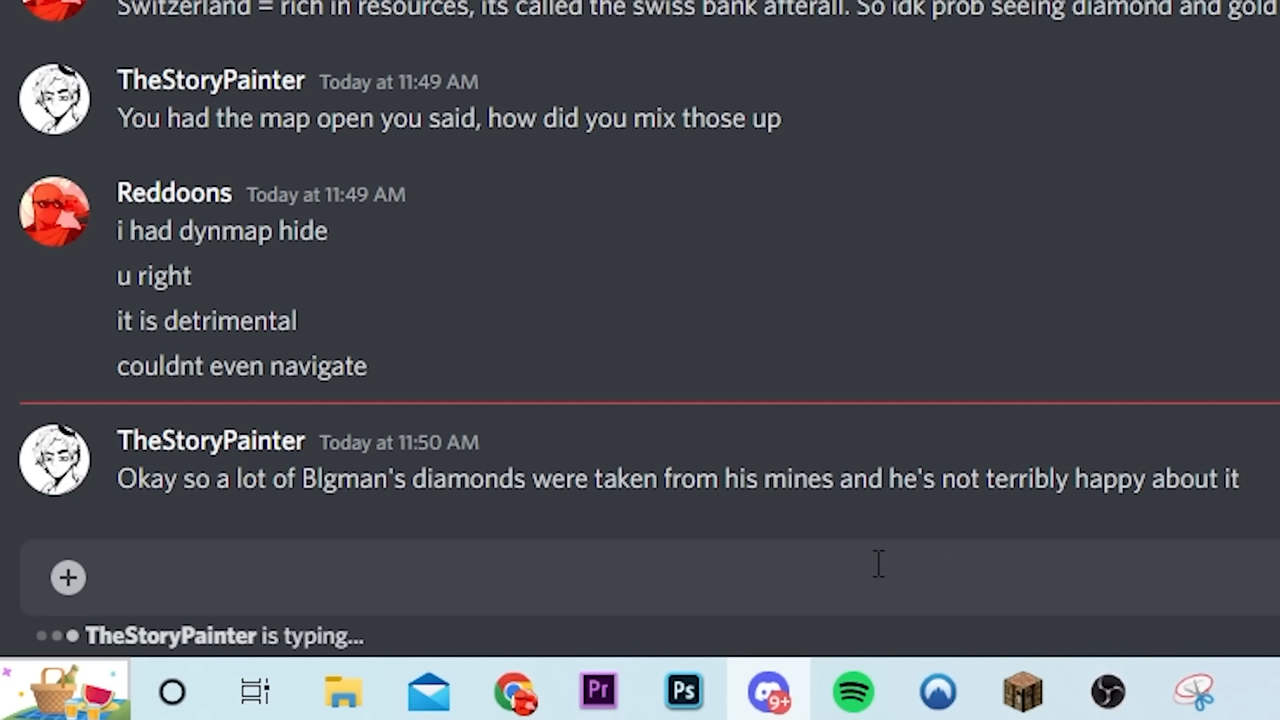 Switzerland = rich in resources, its called the swiss bank afterall. So idk prob seeing diamond and gold
TheStoryPainter Today at 11:49 AM
You had the map open you said, how did you mix those up
Reddoons Today at 11:49 AM
i had dynmap hide
u right
it is detrimental
couldnt even navigate
TheStoryPainter Today at 11:50 AM
Okay so a lot of BIgman's diamonds were taken from his mines and he's not terribly happy about it
TheStoryPainter is typing...
Pr
Ps
9+